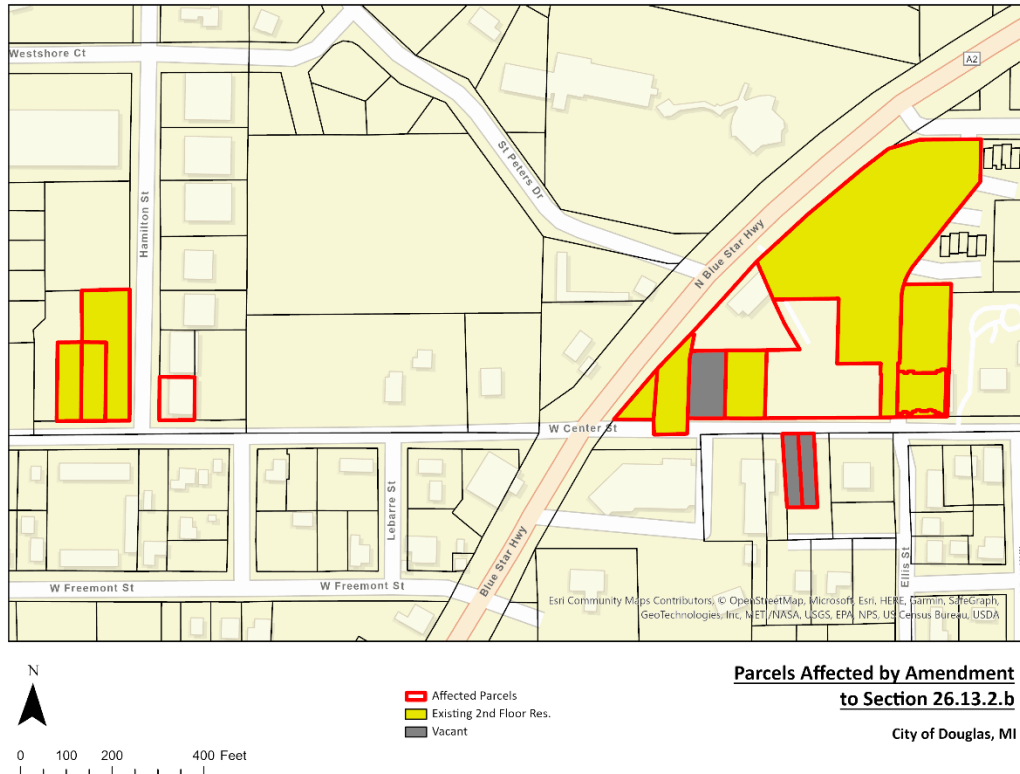 Westshore Ct
A2
St Peters Dr
Hamilton St
N Blue Star Hwy
W Center St
Lebarre St
Blue Star Hwy
Ellis St
W Freemont St
W Freemont St
Esri Community Maps Contributors, © OpenStreetMap, Microsoft, Esri, HERE, Garmin, SafeGraph,
GeoTechnologies, Inc, MET/NASA, USGS, EPA, NPS, US Census Bureau, USDA
N
0 100 200 400 Feet
Affected Parcels
Existing 2nd Floor Res.
Vacant
Parcels Affected by Amendment
to Section 26.13.2.b
City of Douglas, MI